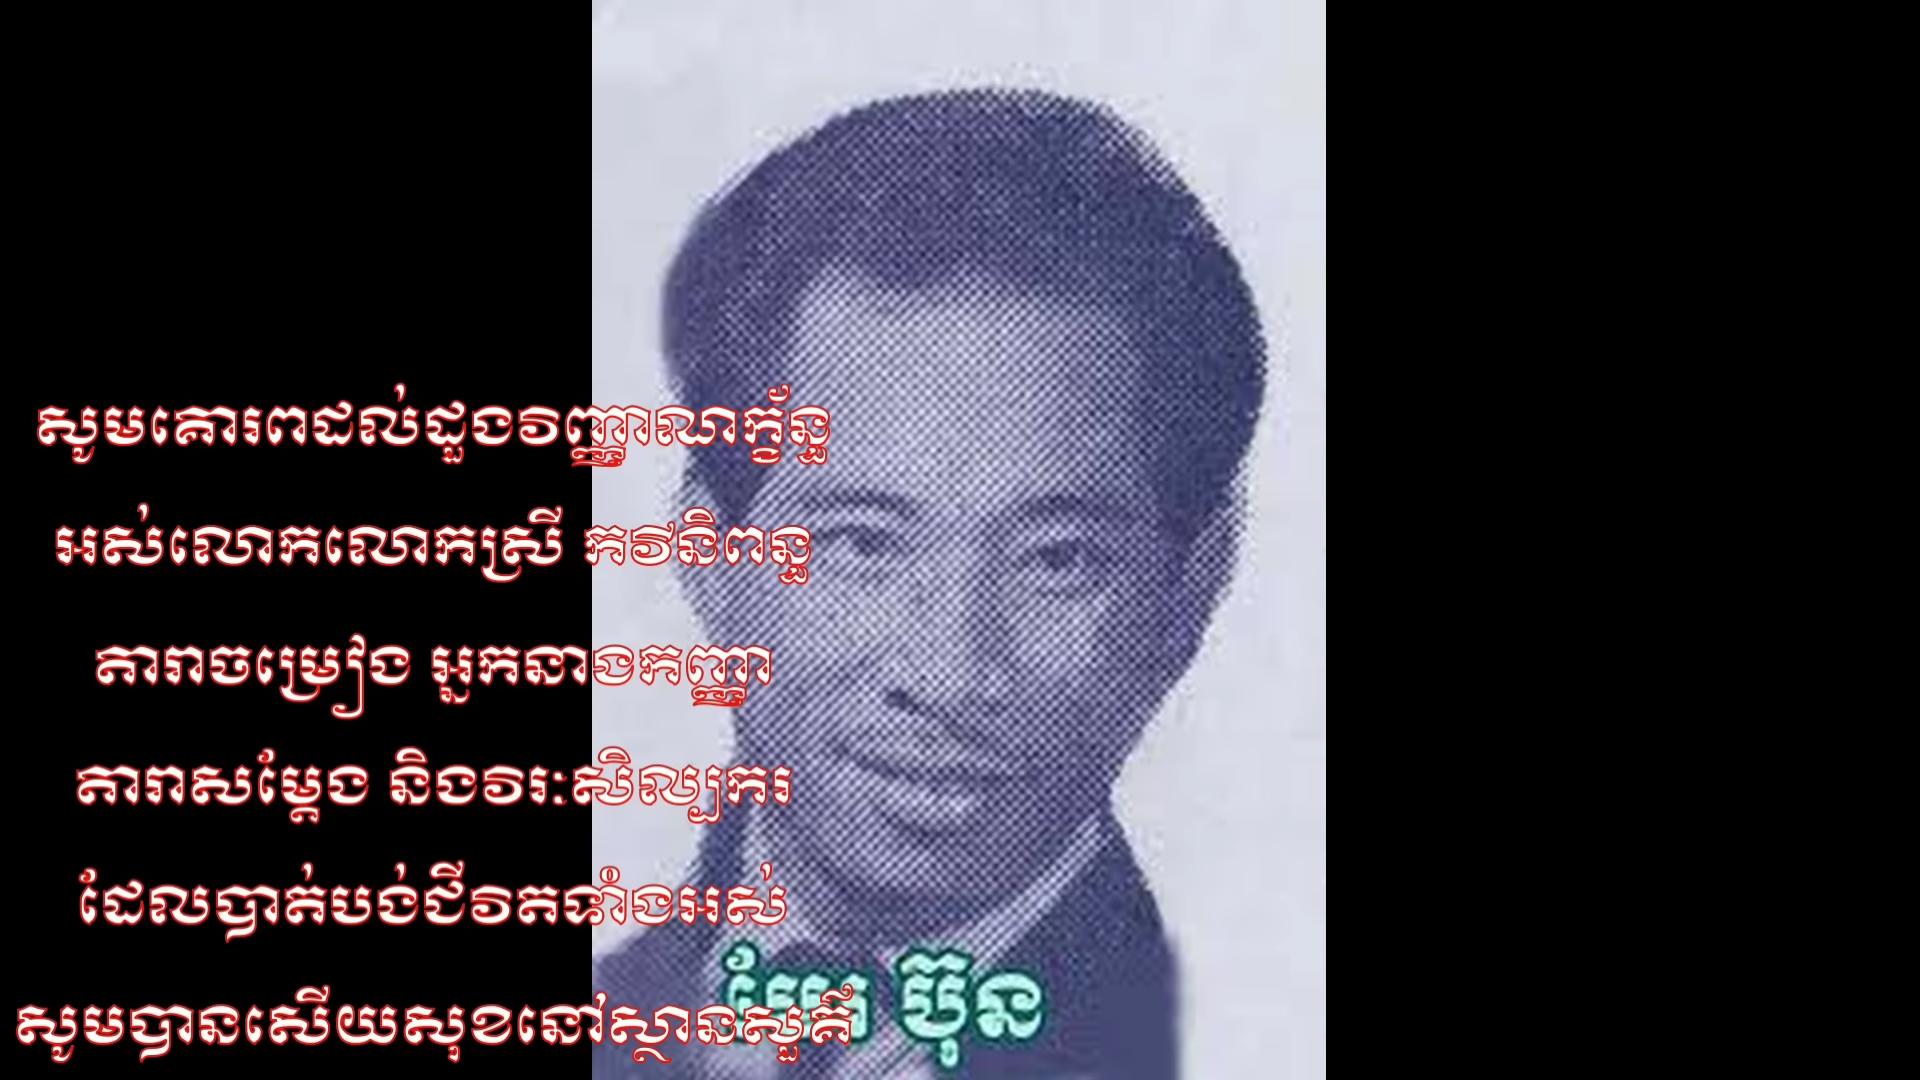 សូមគោរពដល់ដួងវិញ្ញាណក្ខ័ន្ធ
អស់លោកលោកស្រី កវីនិពន្ធ
តារាចម្រៀង អ្នកនាងកញ្ញា
តារាសម្ដែង និងវិរៈសិល្បករ
ដែលបាត់បង់ជីវិតទាំងអស់
សូមបានសើយសុខនៅស្ថានសួគ៌
ប៊ុន